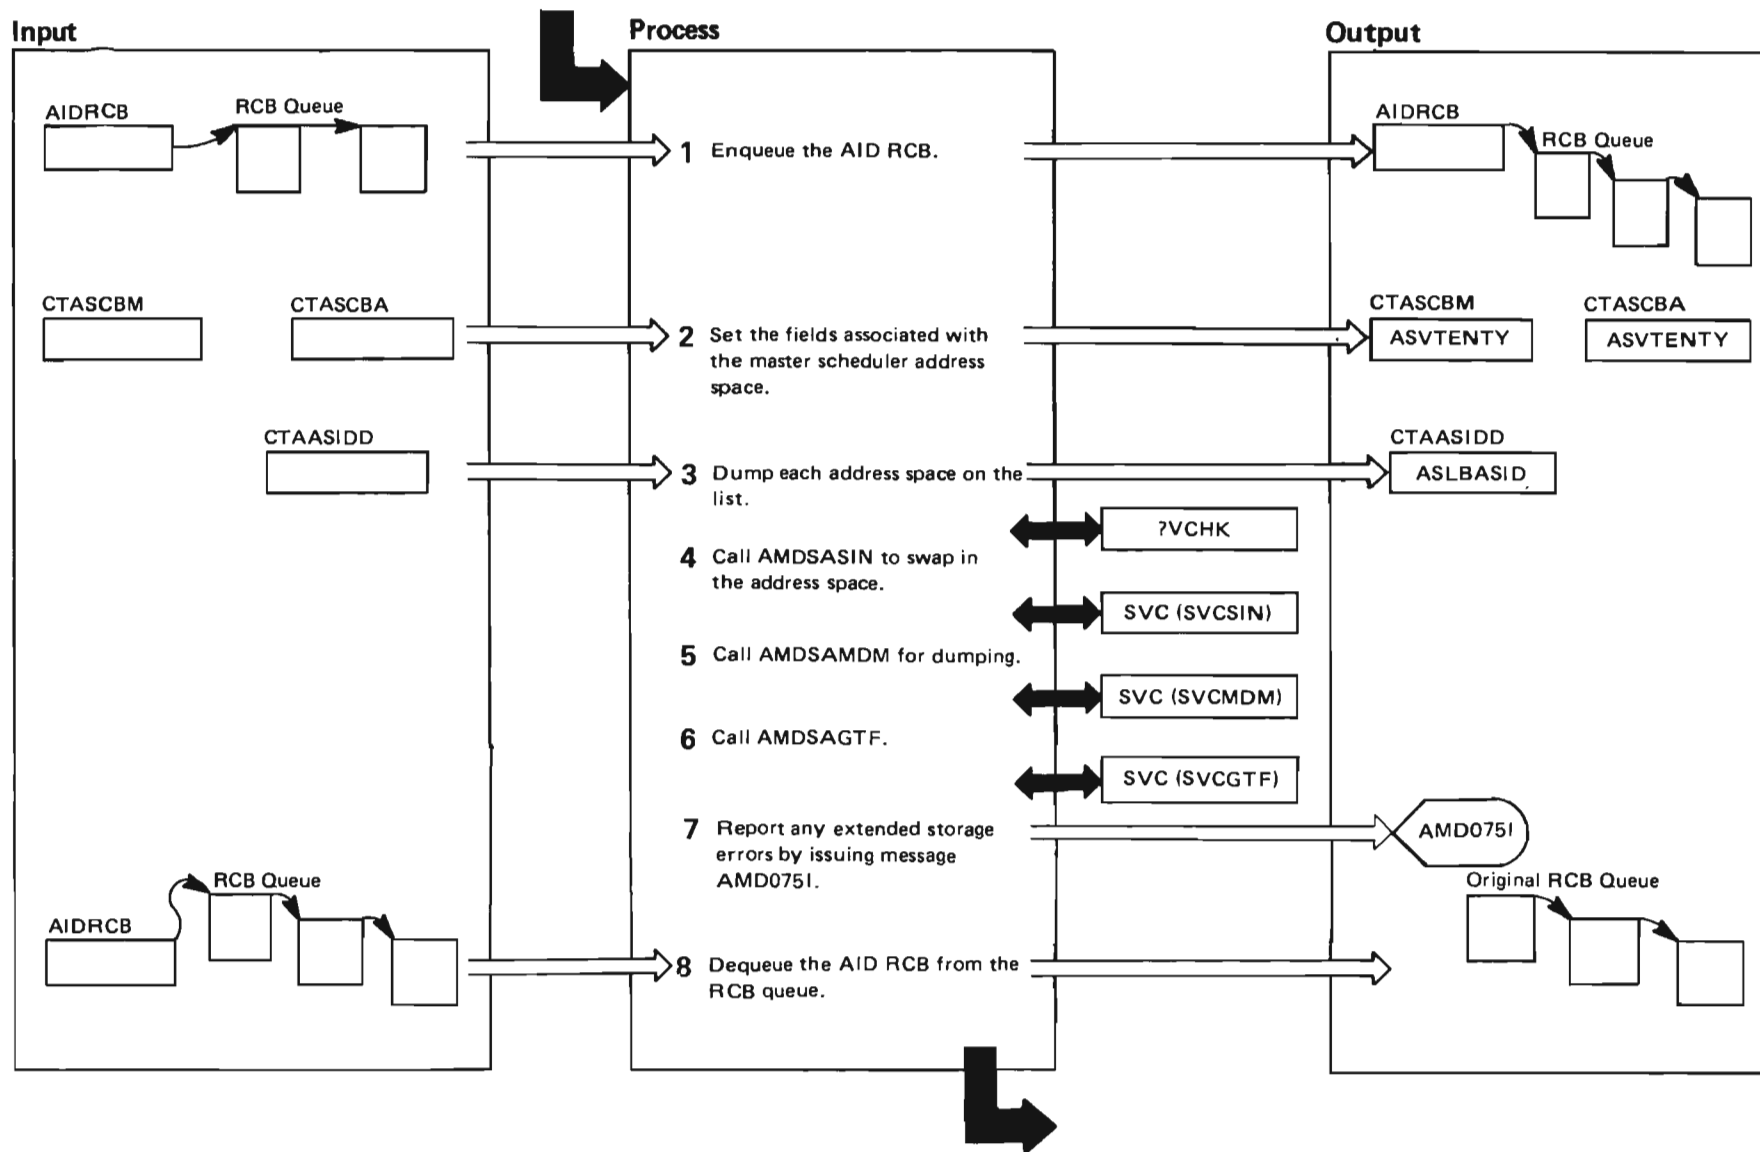 Input
Process
Output
AIDRCB
RCB Queue
1 Enqueue the AID RCB.
AIDRCB
RCB Queue
CTASCBM
CTASCBA
2 Set the fields associated with
the master scheduler address
space.
CTASCBM
ASVTENTY
CTASCBA
ASVTENTY
CTAASIDD
3 Dump each address space on the
list.
CTAASIDD
ASLBASID
?VCHK
4 Call AMDSASIN to swap in
the address space.
SVC (SVCSIN)
5 Call AMDSAMDM for dumping.
SVC (SVCMDM)
6 Call AMDSAGTF.
SVC (SVCGTF)
7 Report any extended storage
errors by issuing message
AMD075I.
AMD075I
RCB Queue
AIDRCB
8 Dequeue the AID RCB from the
RCB queue.
Original RCB Queue